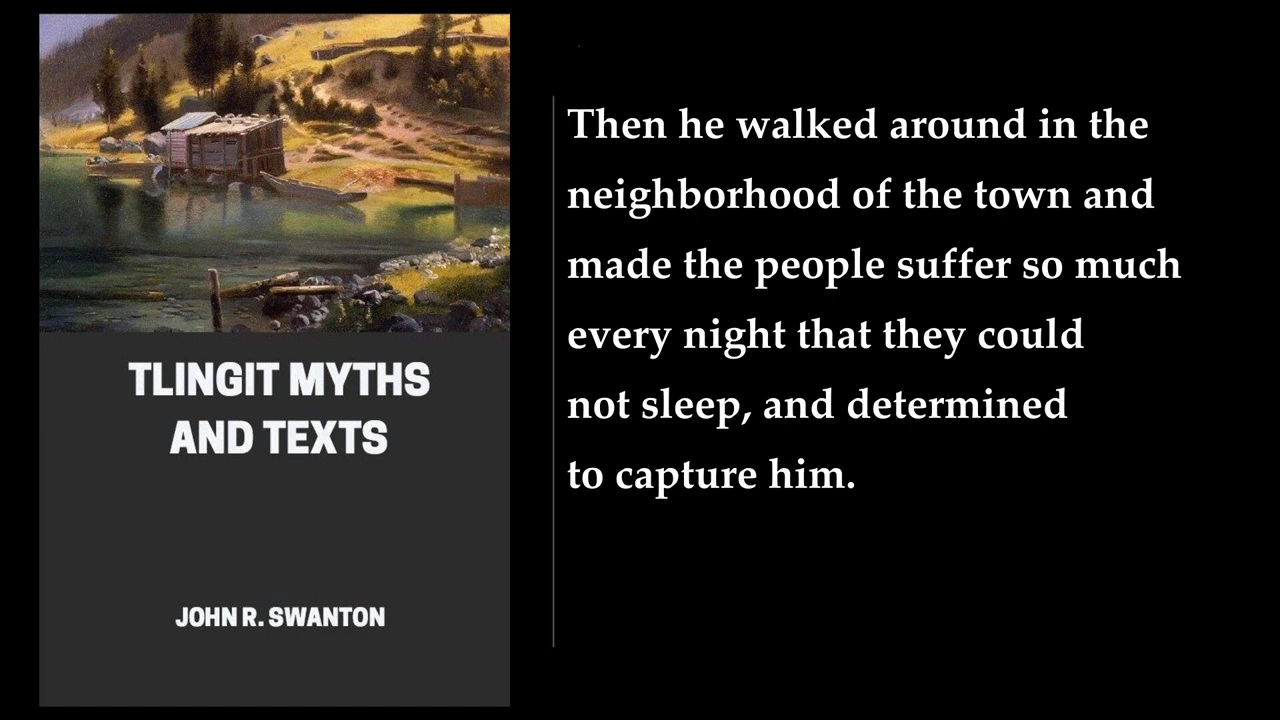 TLINGIT MYTHS
AND TEXTS
JOHN R. SWANTON
Then he walked around in the
neighborhood of the town and
made the people suffer so much
every night that they could
not sleep, and determined
to capture him.